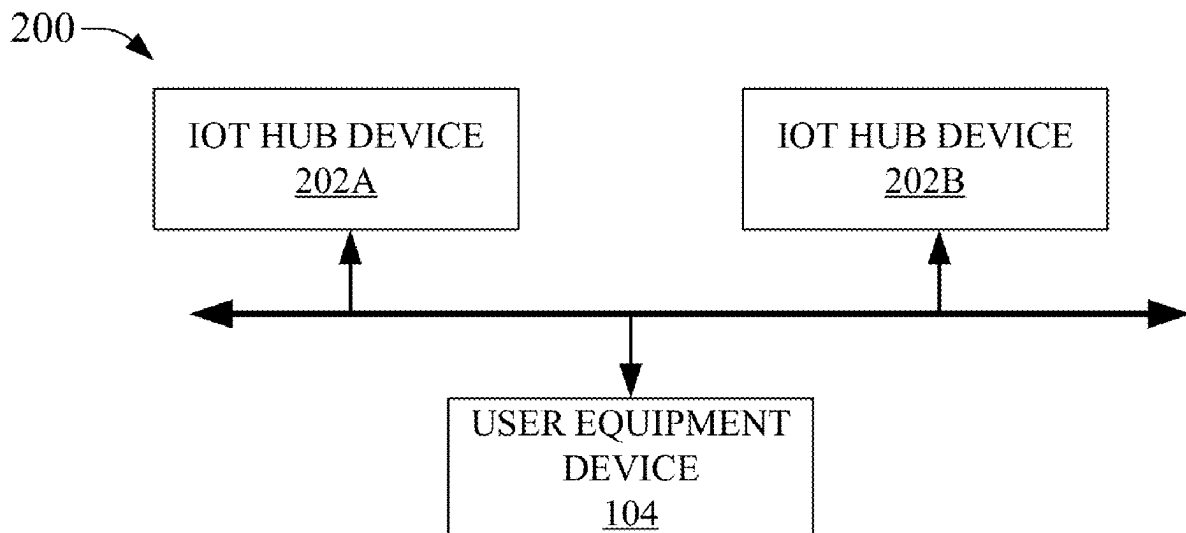 200
IOT HUB DEVICE
202A
IOT HUB DEVICE
202B
USER EQUIPMENT
DEVICE
104